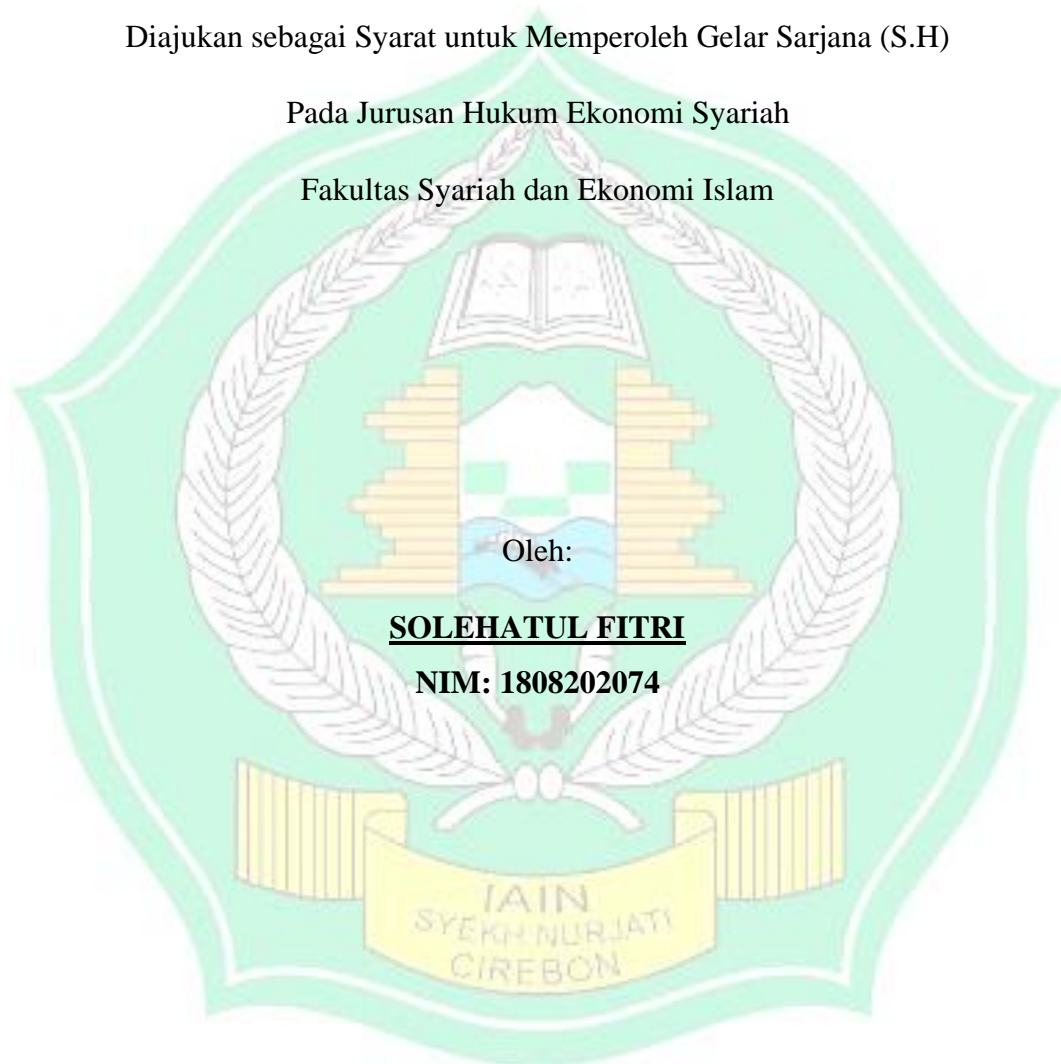 Diajukan sebagai Syarat untuk Memperoleh Gelar Sarjana (S.H)
Pada Jurusan Hukum Ekonomi Syariah
Fakultas Syariah dan Ekonomi Islam
Oleh:
SOLEHATUL FITRI
NIM: 1808202074
IAIN
SYEKH NURJATI
CIREBON